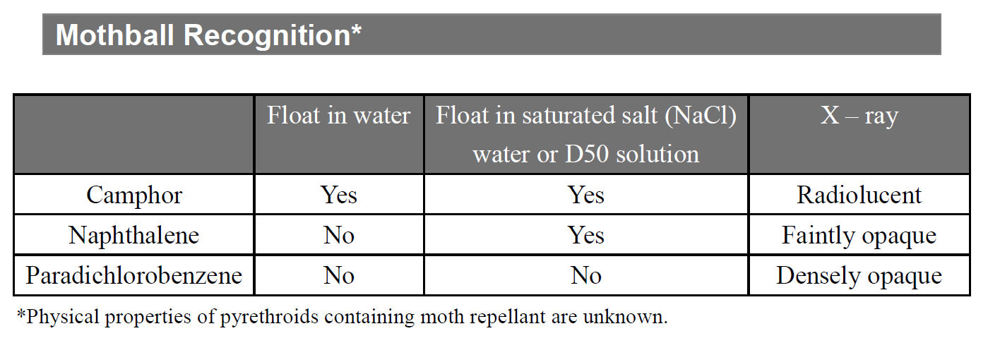 Mothball Recognition*
Float in water Float in saturated salt (NaCl) X – ray
water or D50 solution
Camphor Yes Yes Radiolucent
Naphthalene No Yes Faintly opaque
Paradichlorobenzene No No Densely opaque
*Physical properties of pyrethroids containing moth repellant are unknown.